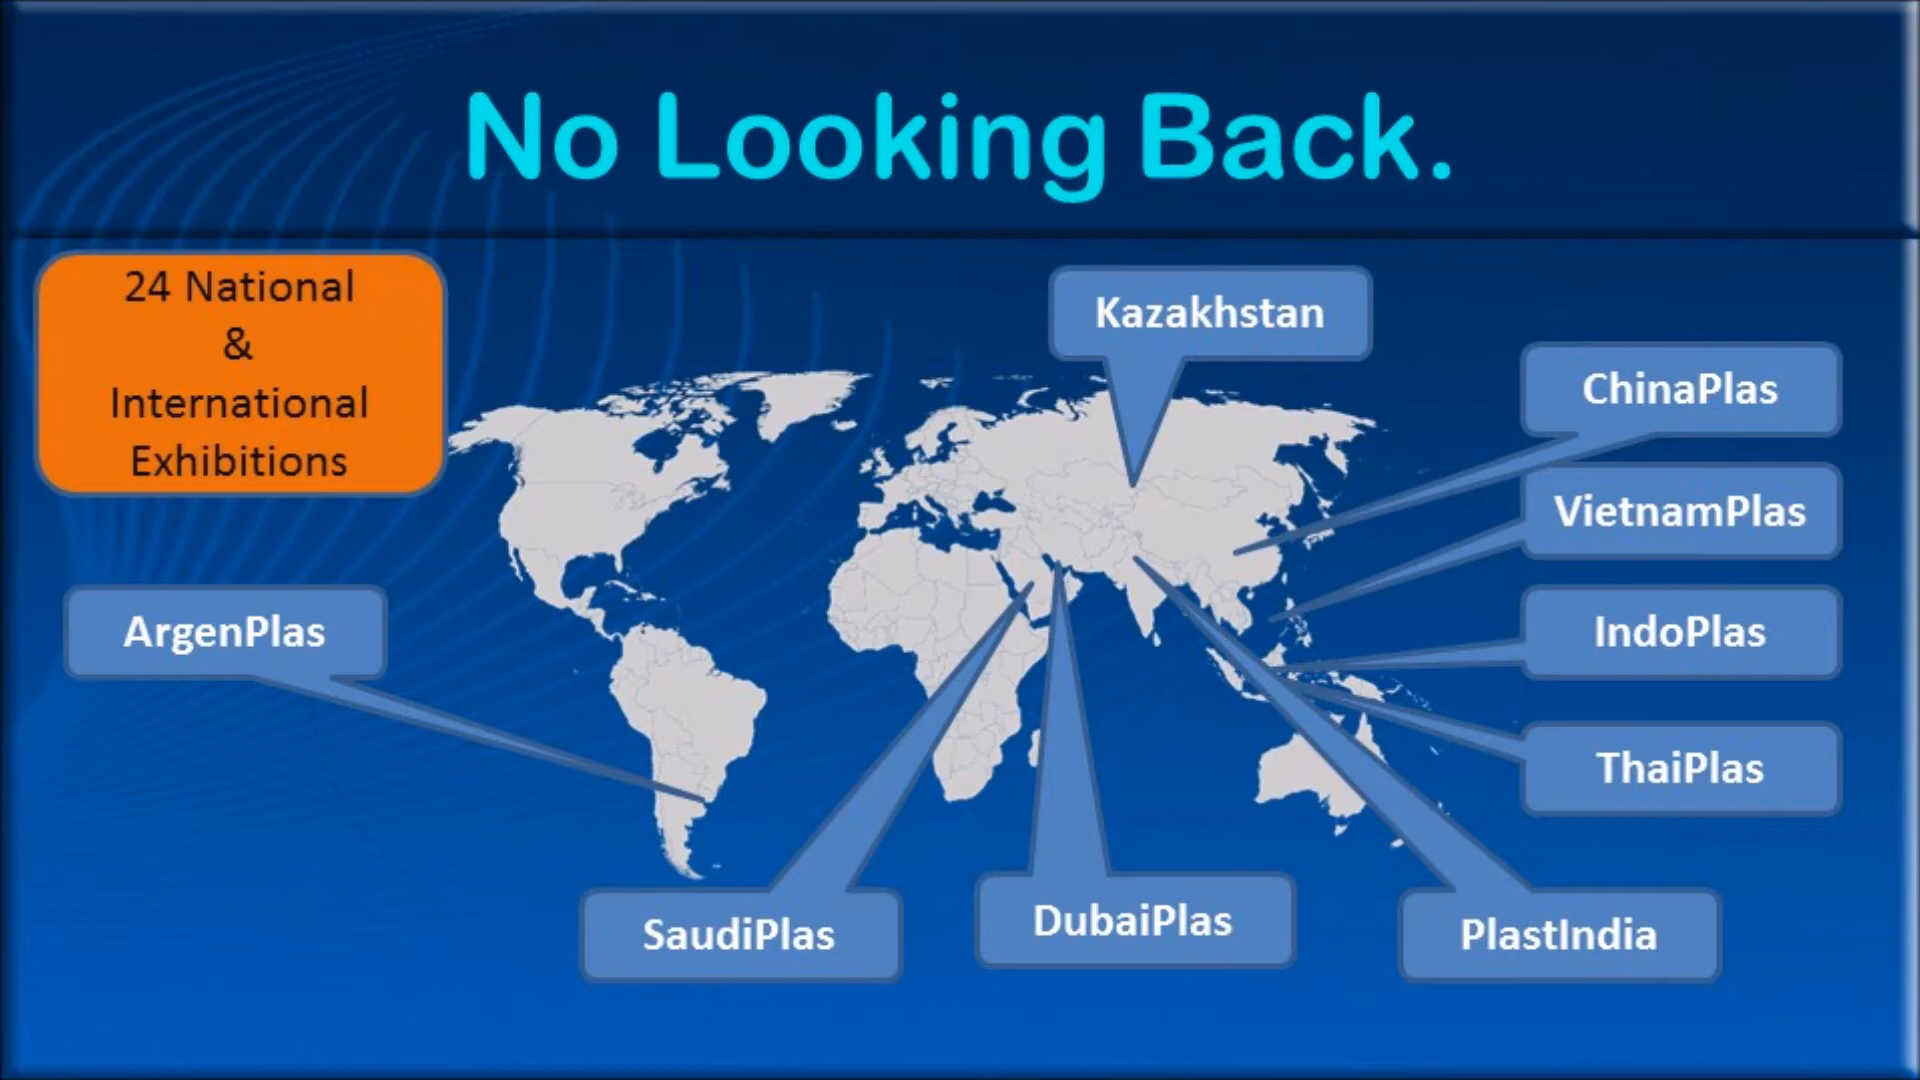 No Looking Back.
24 National
&
International
Exhibitions
Kazakhstan
ChinaPlas
VietnamPlas
IndoPlas
ThaiPlas
ArgenPlas
SaudiPlas
DubaiPlas
PlastIndia